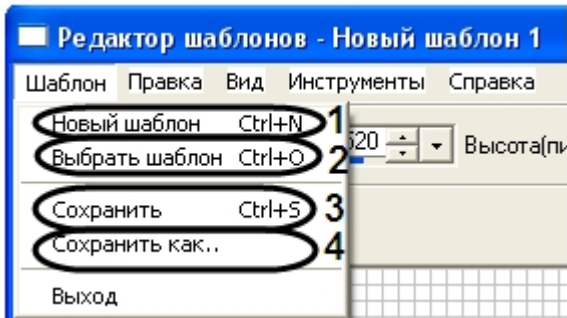 Редактор шаблонов - Новый шаблон 1
Шаблон Правка Вид Инструменты Справка
Новый шаблон Ctrl+N 1
520 Высота(пи
Выбрать шаблон Ctrl+O 2
Сохранить Ctrl+S 3
Сохранить как.. 4
Выход